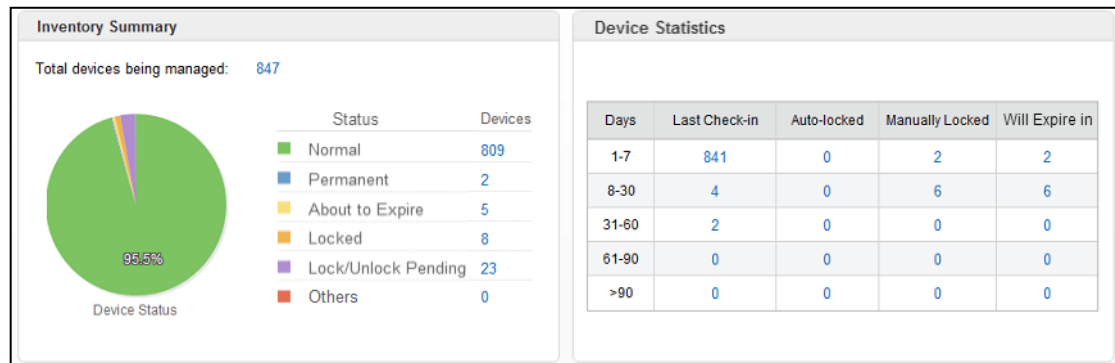 Inventory Summary
Total devices being managed: 847
Status Devices
Normal 809
Permanent 2
About to Expire 5
Locked 8
Lock/Unlock Pending 23
Others 0
95.5%
Device Status
Device Statistics
Days Last Check-in Auto-locked Manually Locked Will Expire in
1-7 841 0 2 2
8-30 4 0 6 6
31-60 2 0 0 0
61-90 0 0 0 0
>90 0 0 0 0